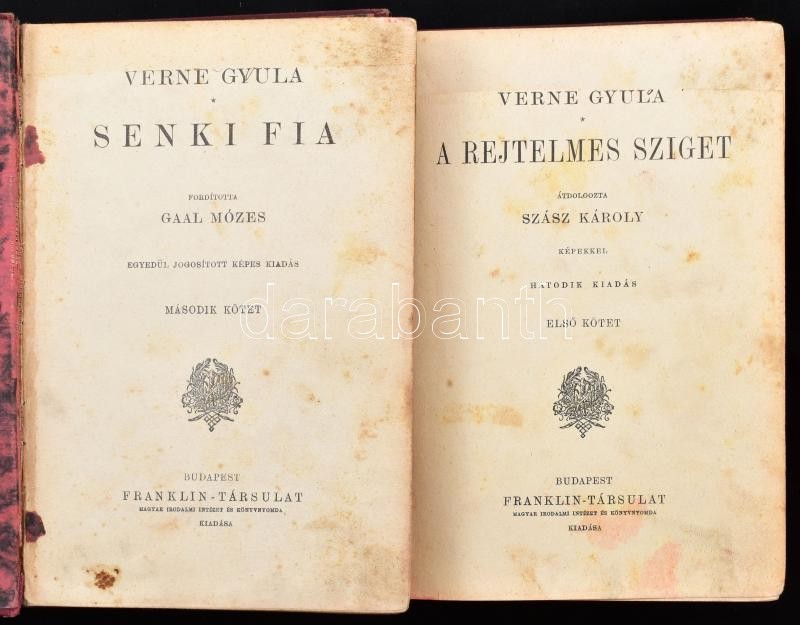 VERNE GYULA
*
SENKI FIA
FORDÍTOTTA
GAAL MÓZES
EGYEDÜL JOGOSÍTOTT KÉPES KIADÁS
MÁSODIK KÖTET
BUDAPEST
FRANKLIN-TÁRSULAT
MAGYAR IRODALMI INTÉZET ÉS KÖNYVNYOMDA
KIADÁSA
VERNE GYULA
*
A REJTELMES SZIGET
ÁTDOLGOZTA
SZÁSZ KÁROLY
KÉPEKKEL
HATODIK KIADÁS
ELSŐ KÖTET
BUDAPEST
FRANKLIN-TÁRSULAT
MAGYAR IRODALMI INTÉZET ÉS KÖNYVNYOMDA
KIADÁSA
darabanth